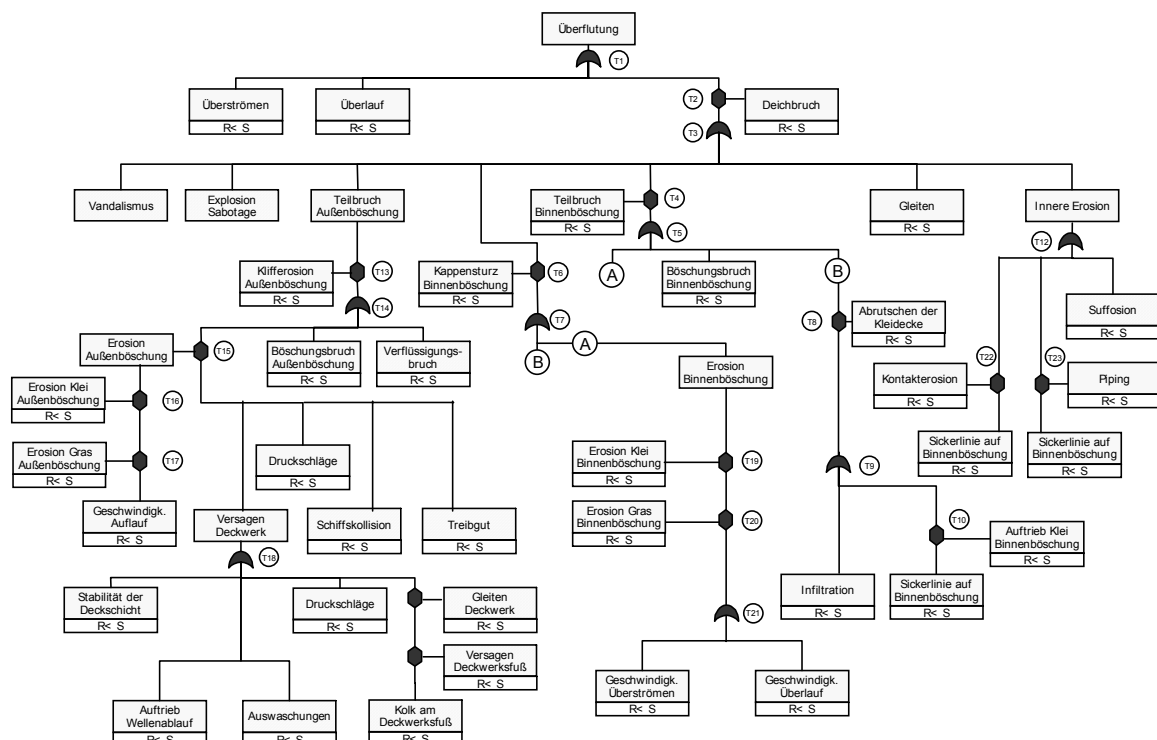 Überflutung
T1
Überströmen
R< S
Überlauf
R< S
T2
Deichbruch
R< S
T3
Vandalismus
Explosion
Sabotage
Teilbruch
Außenböschung
Teilbruch
Binnenböschung
R< S
T4
T5
Gleiten
R< S
Innere Erosion
T12
Klifferosion
Außenböschung
R< S
T13
T14
Kappensturz
Binnenböschung
R< S
T6
T7
A
Böschungsbruch
Binnenböschung
R< S
B
Abrutschen der
Kleidecke
R< S
T8
Suffosion
R< S
Erosion
Außenböschung
T15
Böschungsbruch
Außenböschung
R< S
Verflüssigungs-
bruch
R< S
B
A
Erosion
Binnenböschung
R< S
Kontakterosion
R< S
T22
T23
Piping
R< S
Erosion Klei
Außenböschung
R< S
T16
Erosion Gras
Außenböschung
R< S
T17
Druckschläge
R< S
Erosion Klei
Binnenböschung
R< S
T19
T9
Sickerlinie auf
Binnenböschung
R< S
Sickerlinie auf
Binnenböschung
R< S
Geschwindigk.
Auflauf
R< S
Versagen
Deckwerk
Schiffskollision
R< S
Treibgut
R< S
Erosion Gras
Binnenböschung
R< S
T20
T10
Auftrieb Klei
Binnenböschung
R< S
T18
Stabilität der
Deckschicht
R< S
Druckschläge
R< S
Gleiten
Deckwerk
R< S
Infiltration
R< S
Sickerlinie auf
Binnenböschung
R< S
T21
Versagen
Deckwerksfuß
R< S
Geschwindigk.
Überströmen
R< S
Geschwindigk.
Überlauf
R< S
Auftrieb
Wellenablauf
R< S
Auswaschungen
R< S
Kolk am
Deckwerksfuß
R< S